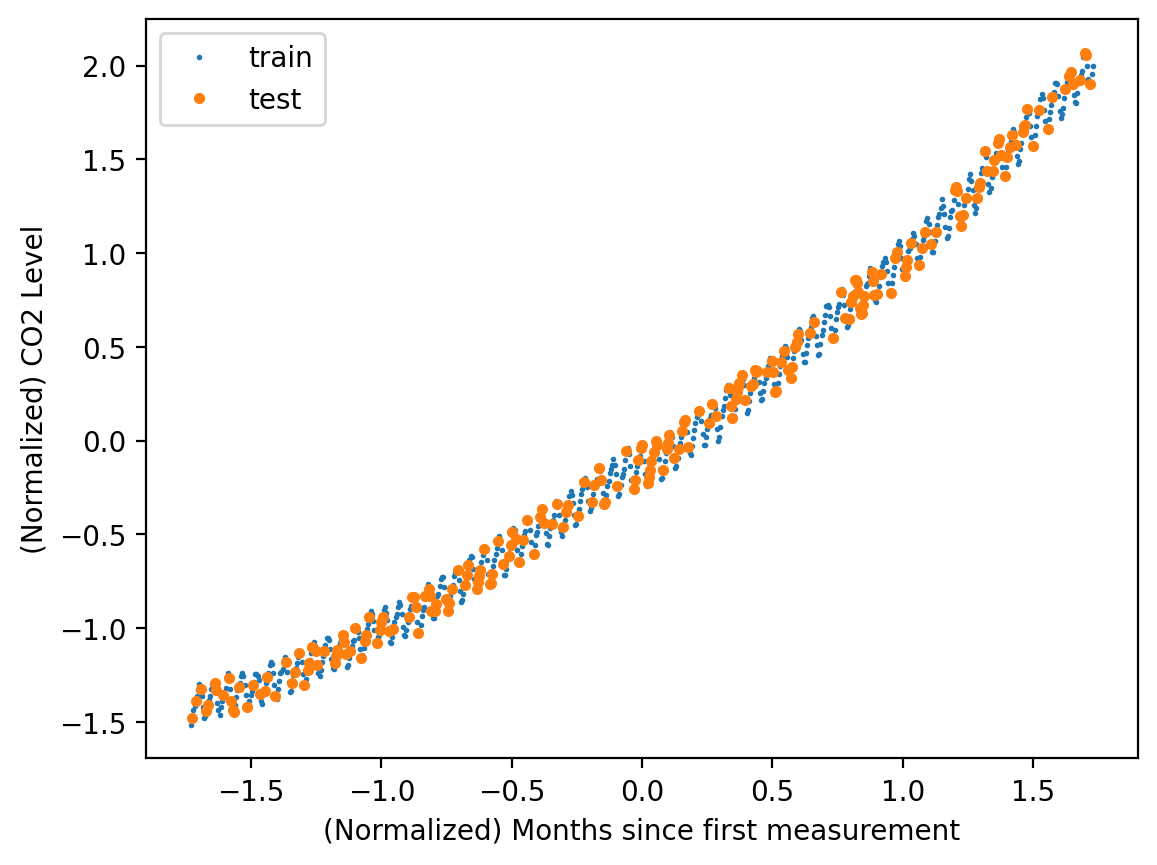 train
test
2.0
1.5
1.0
0.5
0.0
−0.5
−1.0
−1.5
(Normalized) CO2 Level
−1.5 −1.0 −0.5 0.0 0.5 1.0 1.5
(Normalized) Months since first measurement